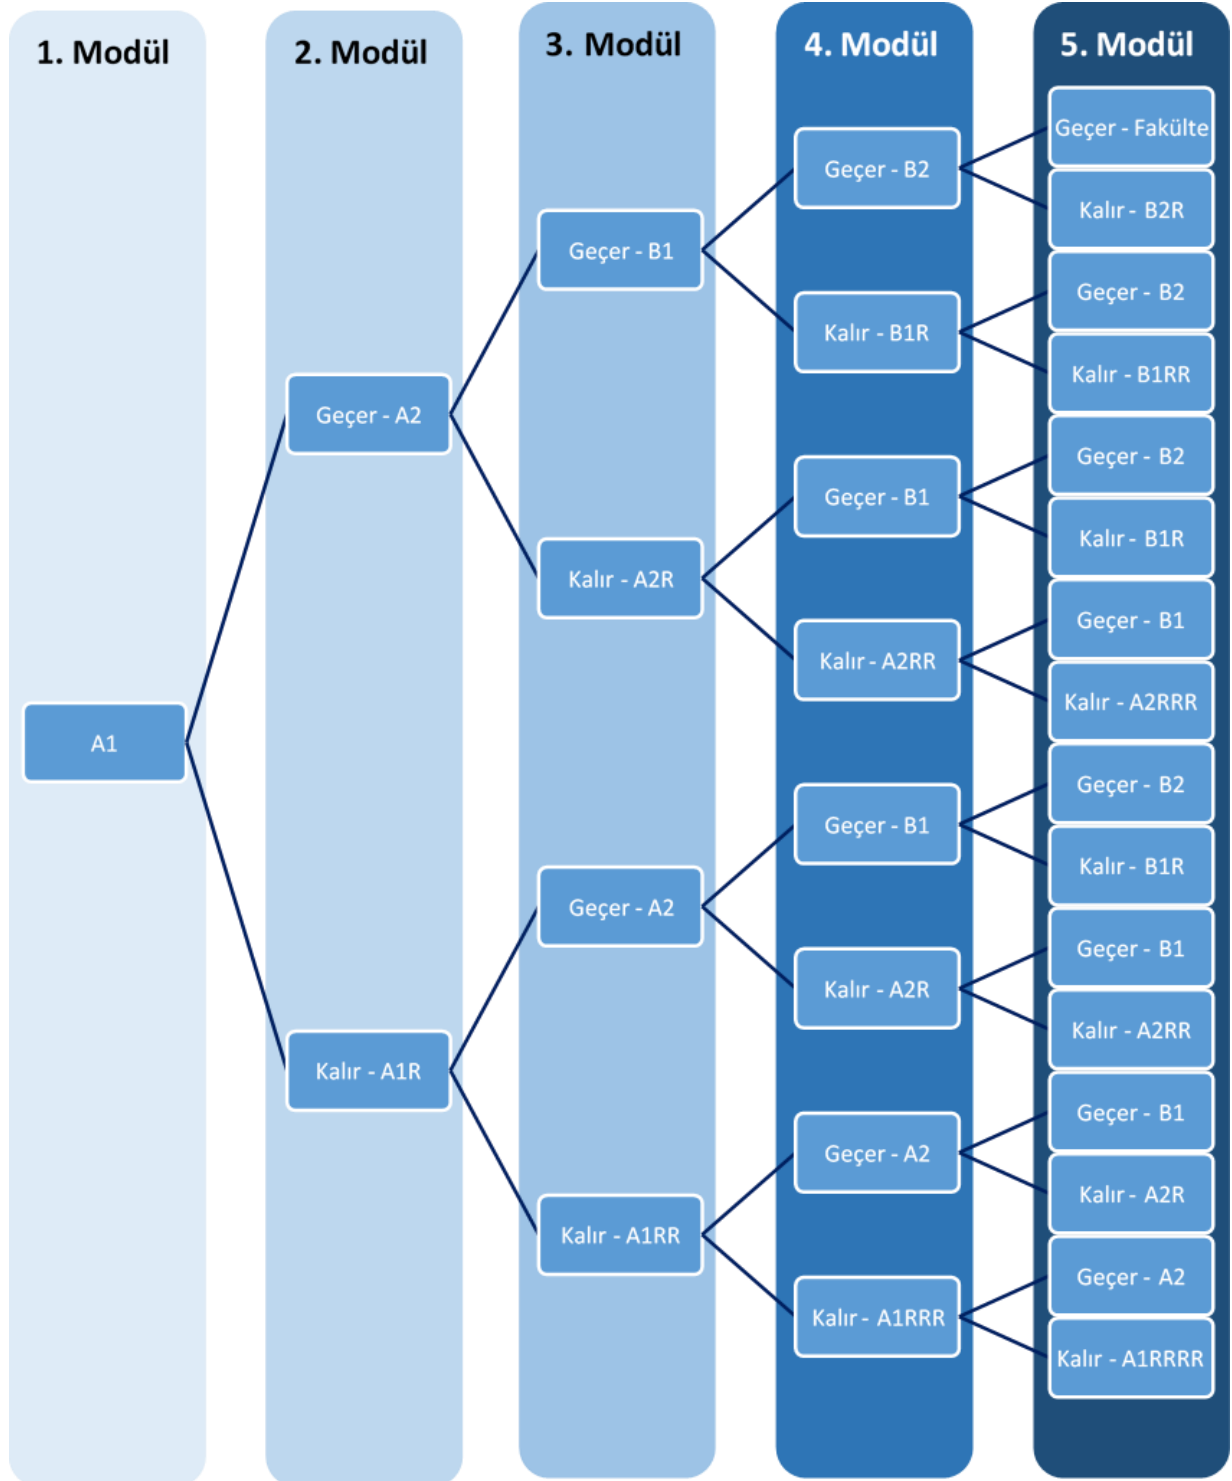 1. Modül
2. Modül
3. Modül
4. Modül
5. Modül
A1
Geçer - A2
Kalır - A1R
Geçer - B1
Kalır - A2R
Geçer - A2
Kalır - A1RR
Geçer - B2
Kalır - B1R
Geçer - B1
Kalır - A2RR
Geçer - B1
Kalır - A2R
Geçer - A2
Kalır - A1RRR
Geçer - Fakülte
Kalır - B2R
Geçer - B2
Kalır - B1RR
Geçer - B2
Kalır - B1R
Geçer - B1
Kalır - A2RRR
Geçer - B2
Kalır - B1R
Geçer - B1
Kalır - A2RR
Geçer - B1
Kalır - A2R
Geçer - A2
Kalır - A1RRRR